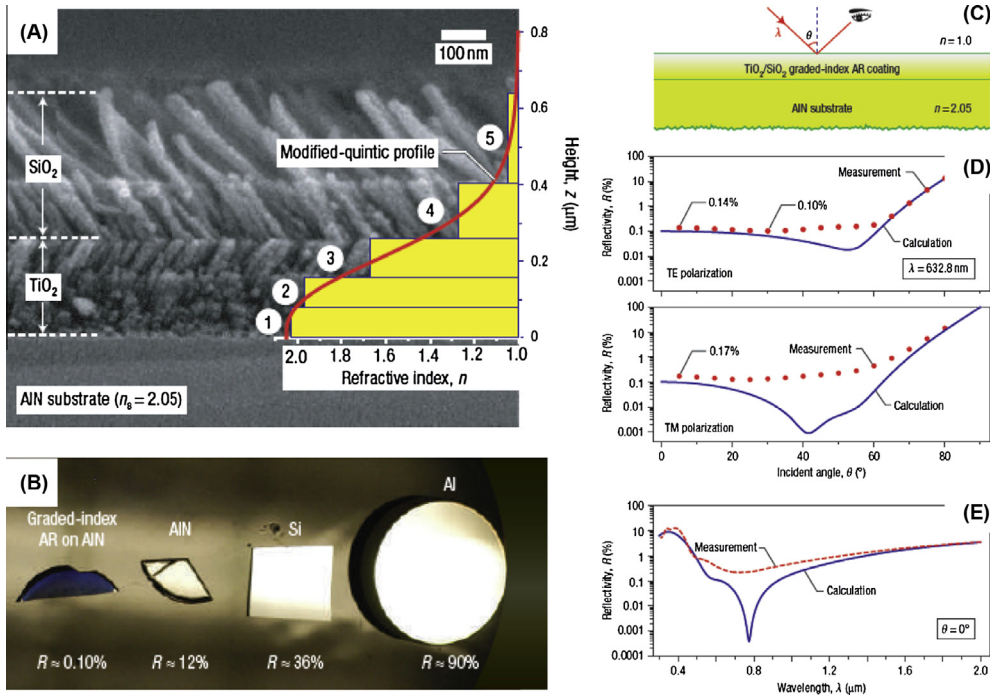 (A)
100 nm
SiO₂
TiO₂
Modified-quintic profile
1
2
3
4
5
0.8
0.6
0.4
0.2
0
Height, z (μm)
2.0 1.8 1.6 1.4 1.2 1.0
Refractive index, n
AlN substrate (nₛ = 2.05)
(B)
Graded-index
AR on AlN
AlN
Si
Al
R ≈ 0.10%
R ≈ 12%
R ≈ 36%
R ≈ 90%
(C)
λ
θ
n = 1.0
TiO₂/SiO₂ graded-index AR coating
AlN substrate
n = 2.05
(D)
Reflectivity, R (%)
100
10
1
0.1
0.01
0.001
0.14%
0.10%
Measurement
Calculation
TE polarization
λ = 632.8 nm
Reflectivity, R (%)
100
10
1
0.1
0.01
0.001
0.17%
Measurement
Calculation
TM polarization
0 20 40 60 80
Incident angle, θ (°)
(E)
Reflectivity, R (%)
100
10
1
0.1
0.01
0.001
0.0001
Measurement
Calculation
θ = 0°
0.4 0.8 1.2 1.6 2.0
Wavelength, λ (μm)